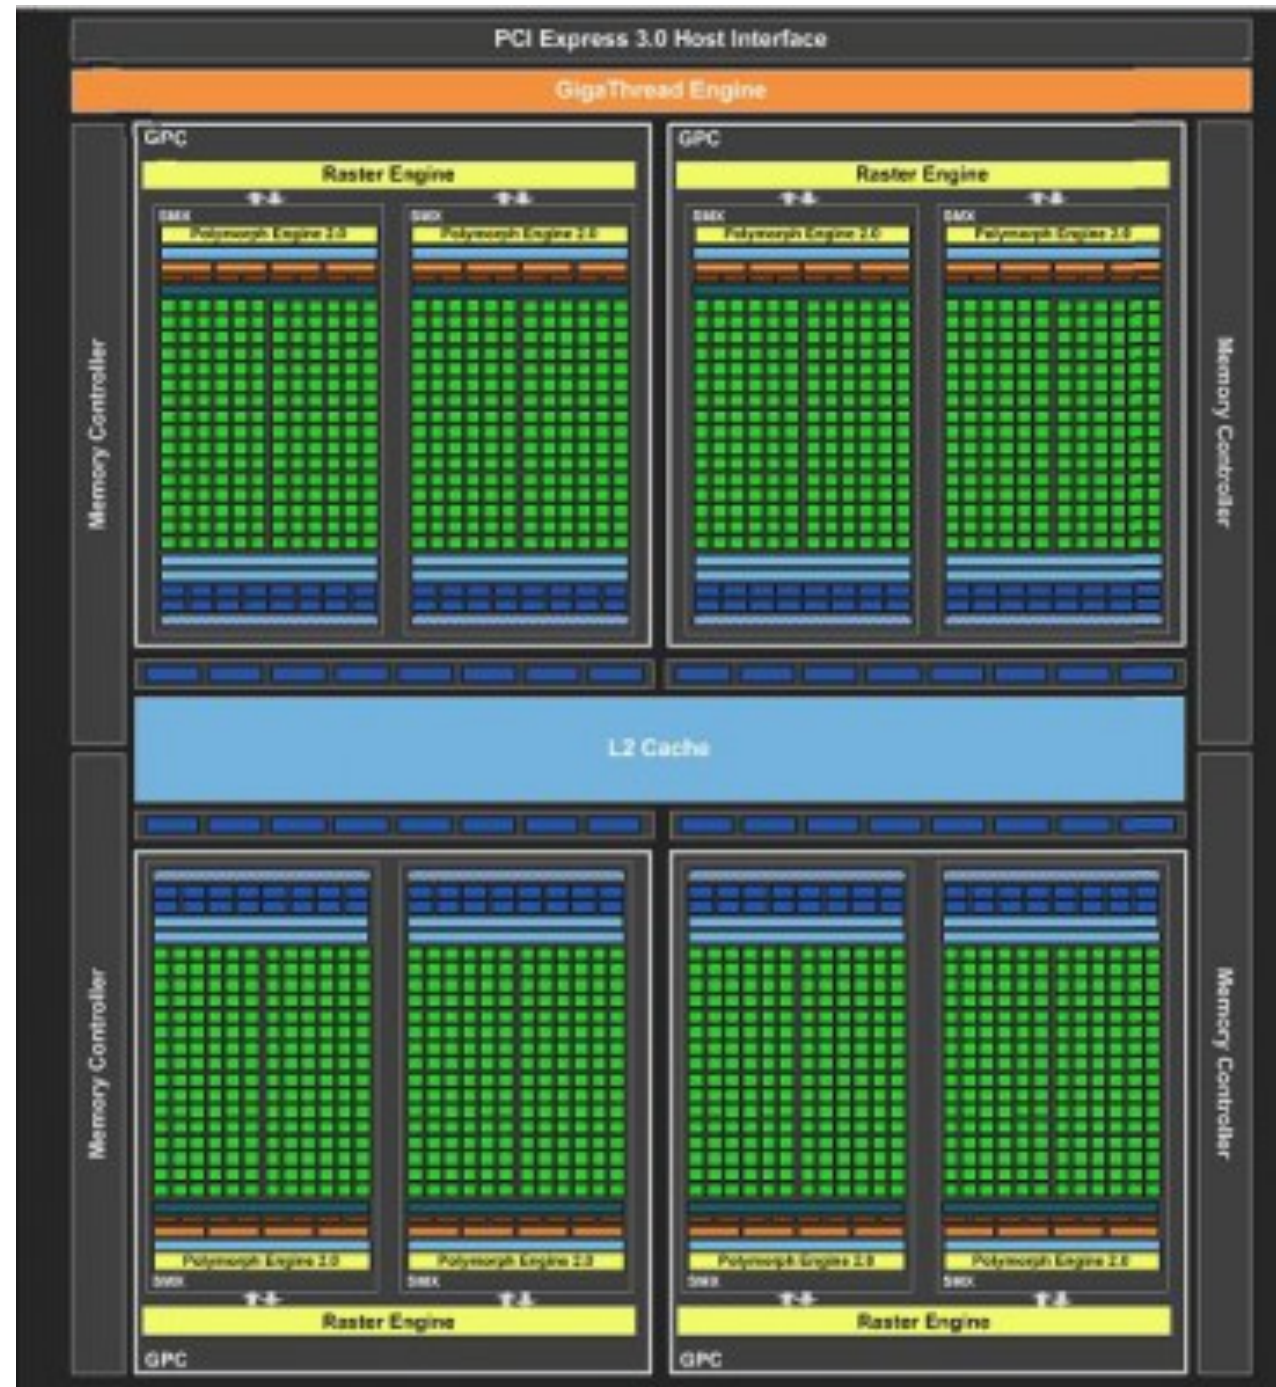 PCI Express 3.0 Host Interface
GigaThread Engine
GPC
GPC
Raster Engine
Raster Engine
SMX
SMX
SMX
SMX
Polymorph Engine 2.0
Polymorph Engine 2.0
Polymorph Engine 2.0
Polymorph Engine 2.0
Memory Controller
Memory Controller
L2 Cache
Memory Controller
Memory Controller
Polymorph Engine 2.0
Polymorph Engine 2.0
Polymorph Engine 2.0
Polymorph Engine 2.0
SMX
SMX
SMX
SMX
Raster Engine
Raster Engine
GPC
GPC